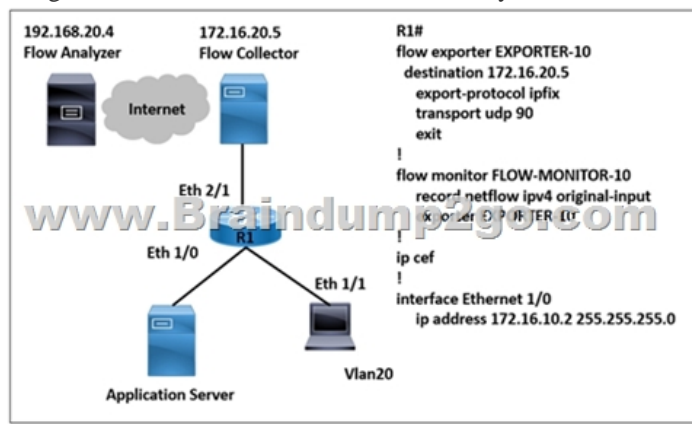 192.168.20.4
Flow Analyzer
172.16.20.5
Flow Collector
Internet
Eth 2/1
R1
Eth 1/0
Eth 1/1
Application Server
Vlan20
R1#
flow exporter EXPORTER-10
destination 172.16.20.5
export-protocol ipfix
transport udp 90
exit
!
flow monitor FLOW-MONITOR-10
record netflow ipv4 original-input
exporter EXPORTER-10
!
ip cef
!
interface Ethernet 1/0
ip address 172.16.10.2 255.255.255.0
www.Braindump2go.com